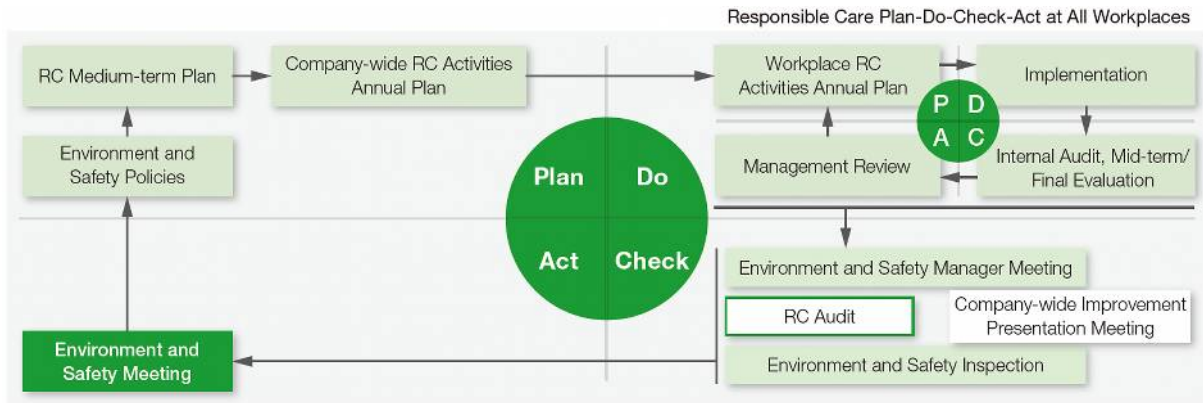 Responsible Care Plan-Do-Check-Act at All Workplaces
RC Medium-term Plan
Company-wide RC Activities
Annual Plan
Workplace RC
Activities Annual Plan
Implementation
P D
A C
Environment and
Safety Policies
Management Review
Internal Audit, Mid-term/
Final Evaluation
Plan Do
Act Check
Environment and Safety Manager Meeting
RC Audit
Company-wide Improvement
Presentation Meeting
Environment and Safety Inspection
Environment and
Safety Meeting